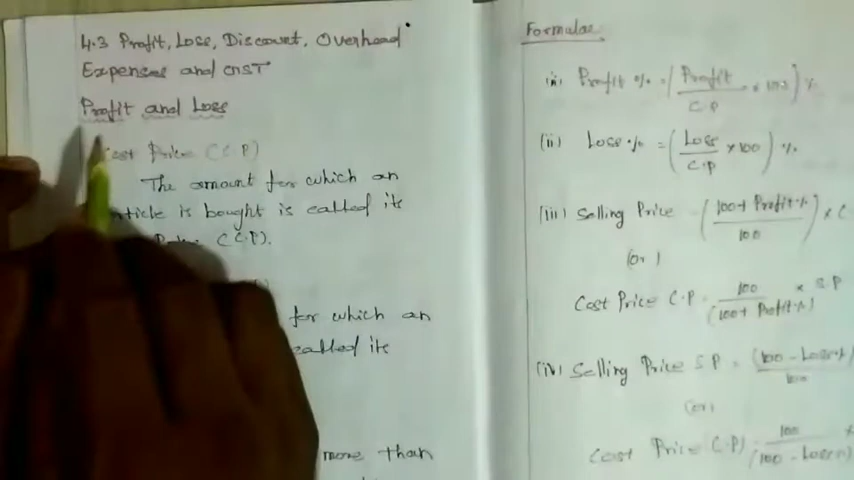 4.3 Profit, Loss, Discount, Overhead
Expenses and GST
Profit and Loss
Cost Price (C.P)
The amount for which an
article is bought is called its
(C.P).
for which an
called its
more than
Formulae
(i) Profit % = (Profit / C.P × 100) %
(ii) Loss % = (Loss / C.P × 100) %
(iii) Selling Price = (100 + Profit % / 100) × C
(or)
Cost Price C.P = 100 / (100 + Profit %) × S.P
(iv) Selling Price S.P = (100 - Loss %) / 100
(or)
Cost Price (C.P) = 100 / (100 - Loss %) ×